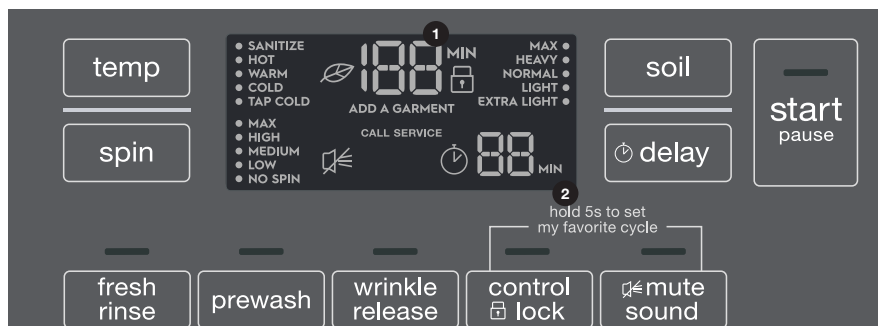 temp
spin
SANITIZE
HOT
WARM
COLD
TAP COLD
MAX
HIGH
MEDIUM
LOW
NO SPIN
1
188 MIN
ADD A GARMENT
CALL SERVICE
88 MIN
MAX
HEAVY
NORMAL
LIGHT
EXTRA LIGHT
soil
delay
start
pause
2
hold 5s to set
my favorite cycle
fresh
rinse
prewash
wrinkle
release
control
lock
mute
sound